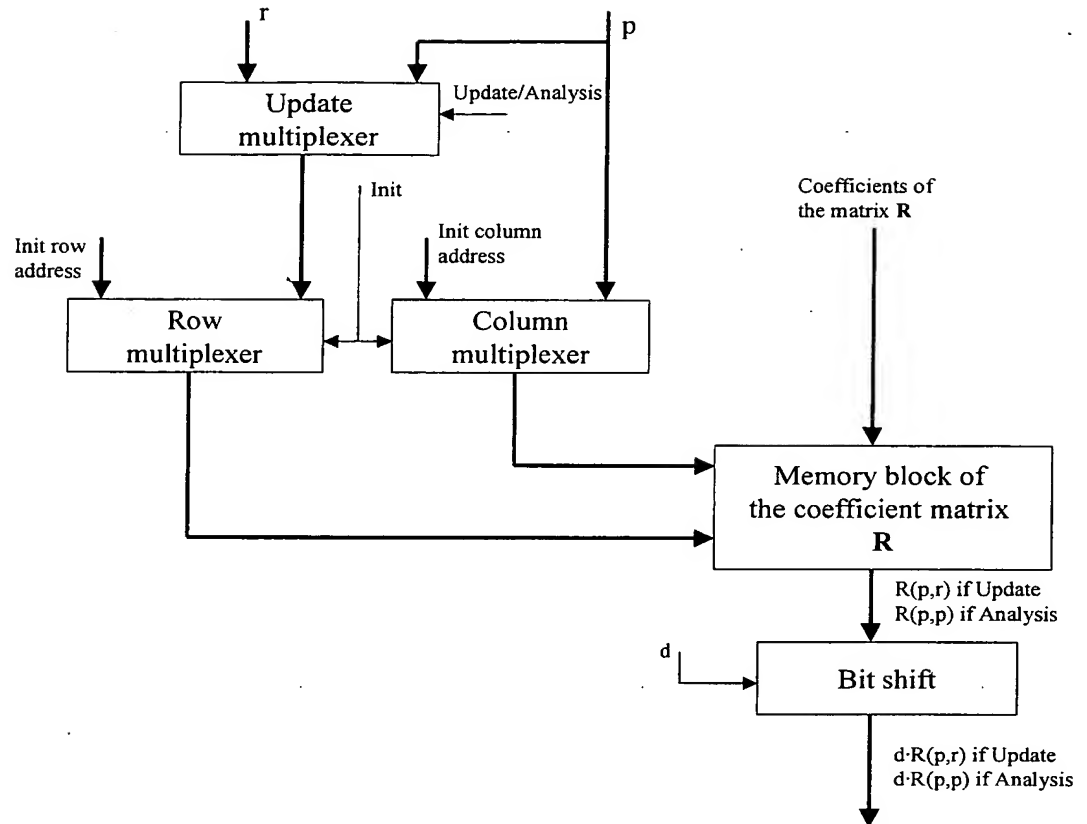 r
p
Update
multiplexer
Update/Analysis
Init
Init row
address
Init column
address
Coefficients of
the matrix R
Row
multiplexer
Column
multiplexer
Memory block of
the coefficient matrix
R
R(p,r) if Update
R(p,p) if Analysis
d
Bit shift
d·R(p,r) if Update
d·R(p,p) if Analysis